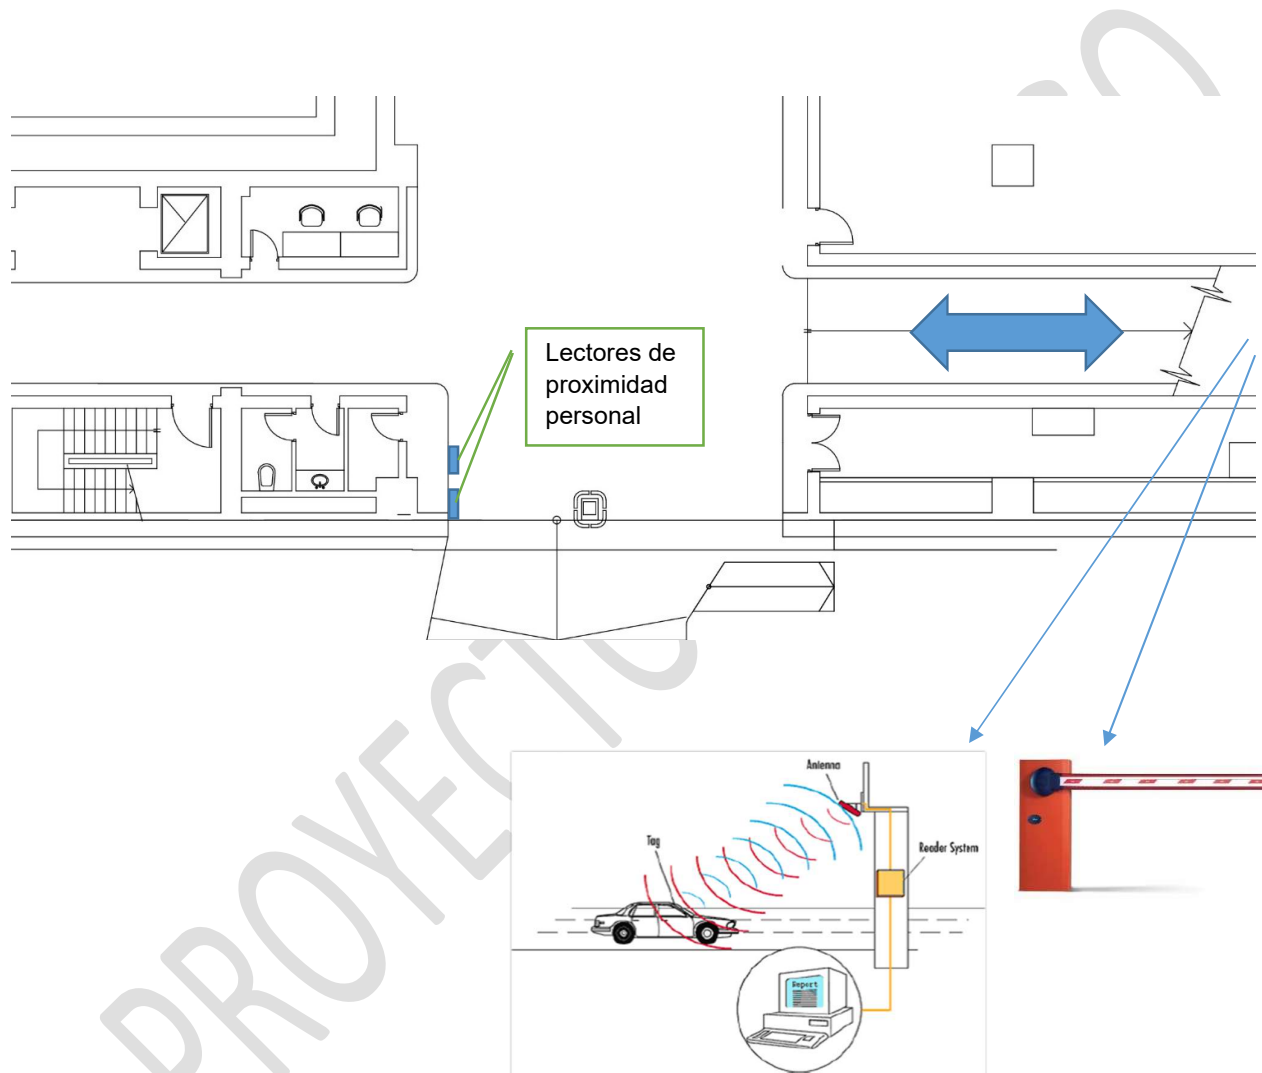 Lectores de
proximidad
personal
Antenna
Tag
Reader System
Report
PROYECTO